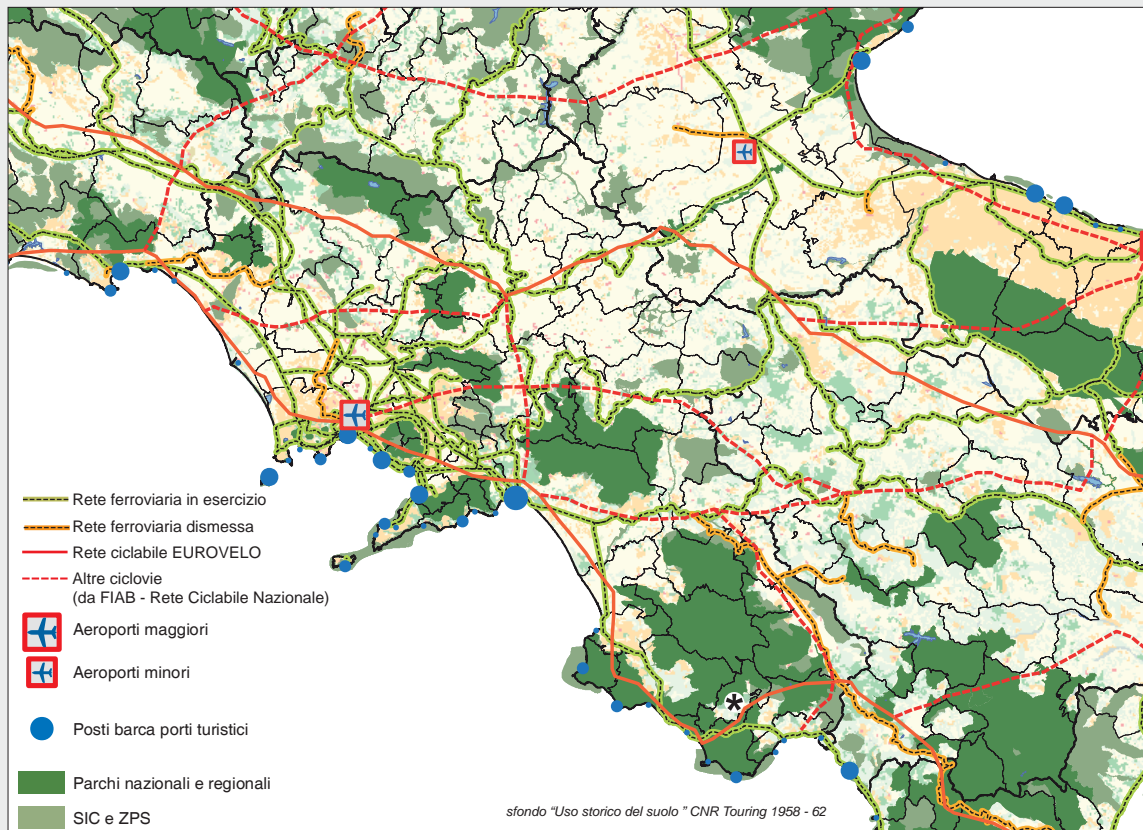 Rete ferroviaria in esercizio
Rete ferroviaria dismessa
Rete ciclabile EUROVELO
Altre ciclovie
(da FIAB - Rete Ciclabile Nazionale)
Aeroporti maggiori
Aeroporti minori
Posti barca porti turistici
Parchi nazionali e regionali
SIC e ZPS
sfondo “Uso storico del suolo ” CNR Touring 1958 - 62
*